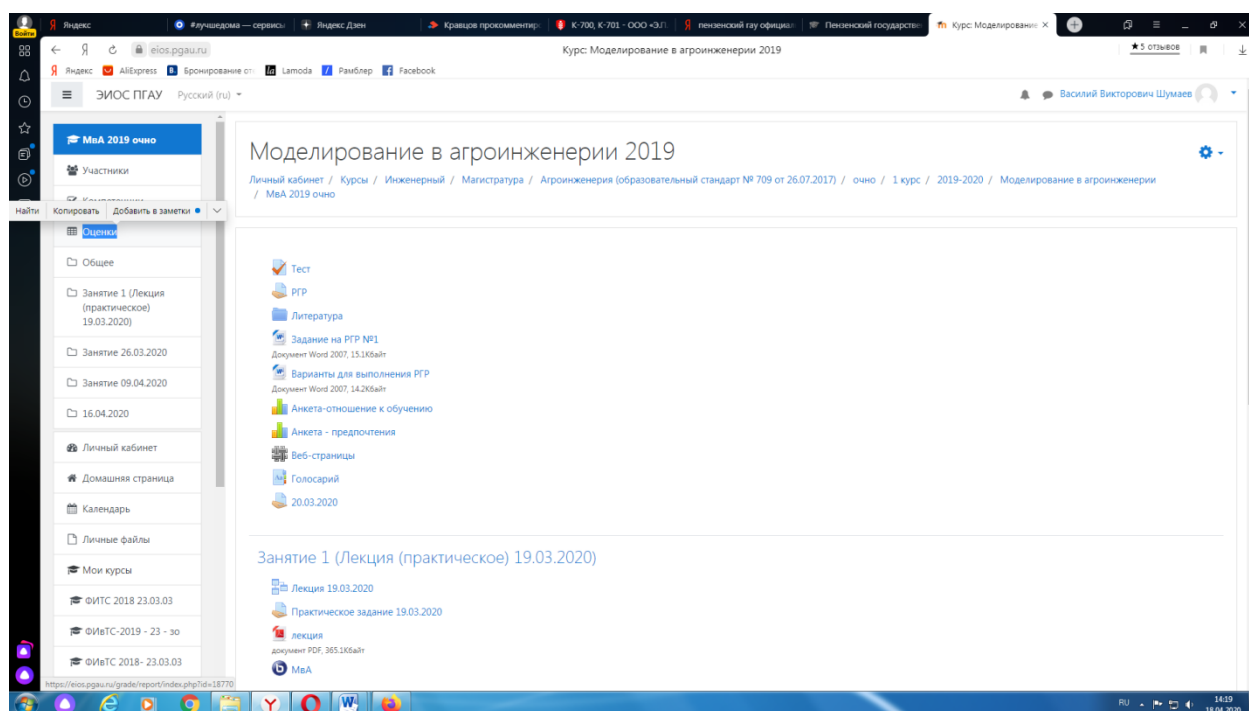 Войти
Яндекс
#лучшедома — сервисы
Яндекс Дзен
Кравцов прокомментиро
К-700, К-701 - ООО «ЭЛ
пензенский гау официал
Пензенский государстве
Курс: Моделирование
eios.pgau.ru
Курс: Моделирование в агроинженерии 2019
★5 отзывов
Яндекс
AliExpress
Бронирование от
Lamoda
Рамблер
Facebook
ЭИОС ПГАУ Русский (ru)
Василий Викторович Шумаев
МвА 2019 очно
Участники
Найти Копировать Добавить в заметки
Оценки
Общее
Занятие 1 (Лекция
(практическое)
19.03.2020)
Занятие 26.03.2020
Занятие 09.04.2020
16.04.2020
Личный кабинет
Домашняя страница
Календарь
Личные файлы
Мои курсы
ФИТС 2018 23.03.03
ФИвТС-2019 - 23 - зо
ФИвТС 2018- 23.03.03
https://eios.pgau.ru/grade/report/index.php?id=18770
Моделирование в агроинженерии 2019
Личный кабинет / Курсы / Инженерный / Магистратура / Агроинженерия (образовательный стандарт № 709 от 26.07.2017) / очно / 1 курс / 2019-2020 / Моделирование в агроинженерии
/ МвА 2019 очно
Тест
РГР
Литература
Задание на РГР №1
Документ Word 2007, 15.1Кбайт
Варианты для выполнения РГР
Документ Word 2007, 14.2Кбайт
Анкета-отношение к обучению
Анкета - предпочтения
Веб-страницы
Голосарий
20.03.2020
Занятие 1 (Лекция (практическое) 19.03.2020)
Лекция 19.03.2020
Практическое задание 19.03.2020
лекция
документ PDF, 365.1Кбайт
МвА
RU
14:19
18.04.2020